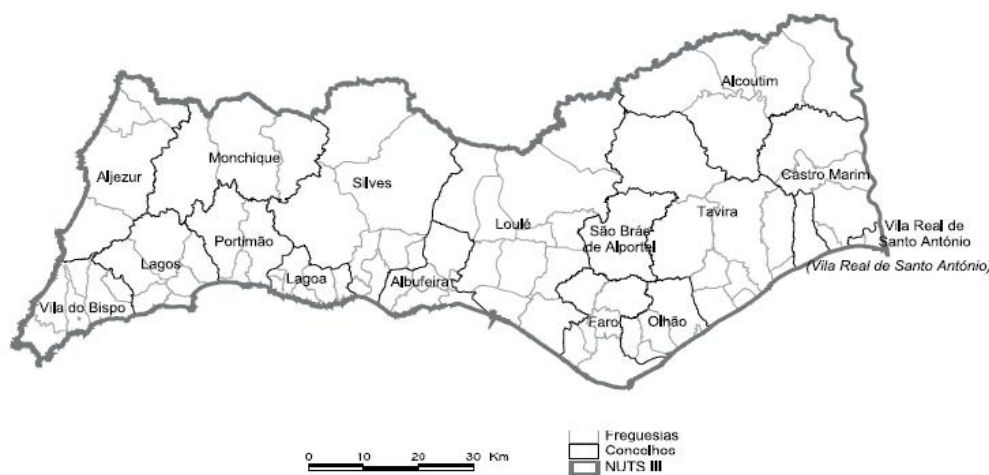 Alcoutim
Monchique
Aljezur
Castro Marim
Silves
Tavira
Loulé
São Brás
de Alportel
Vila Real de
Santo António
Portimão
Lagos
(Vila Real de Santo António)
Lagoa
Albufeira
Vila do Bispo
Faro
Olhão
Freguesias
Concelhos
NUTS III
0 10 20 30 Km